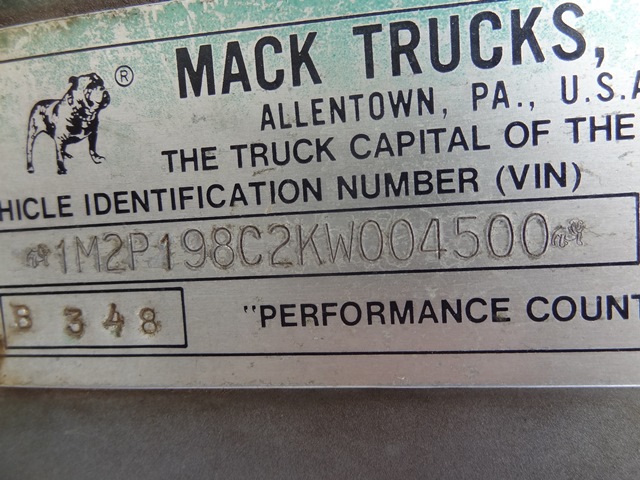 ®
MACK TRUCKS,
ALLENTOWN, PA., U.S.A
THE TRUCK CAPITAL OF THE
HICLE IDENTIFICATION NUMBER (VIN)
1M2P198C2KW004500
B 348
"PERFORMANCE COUNT